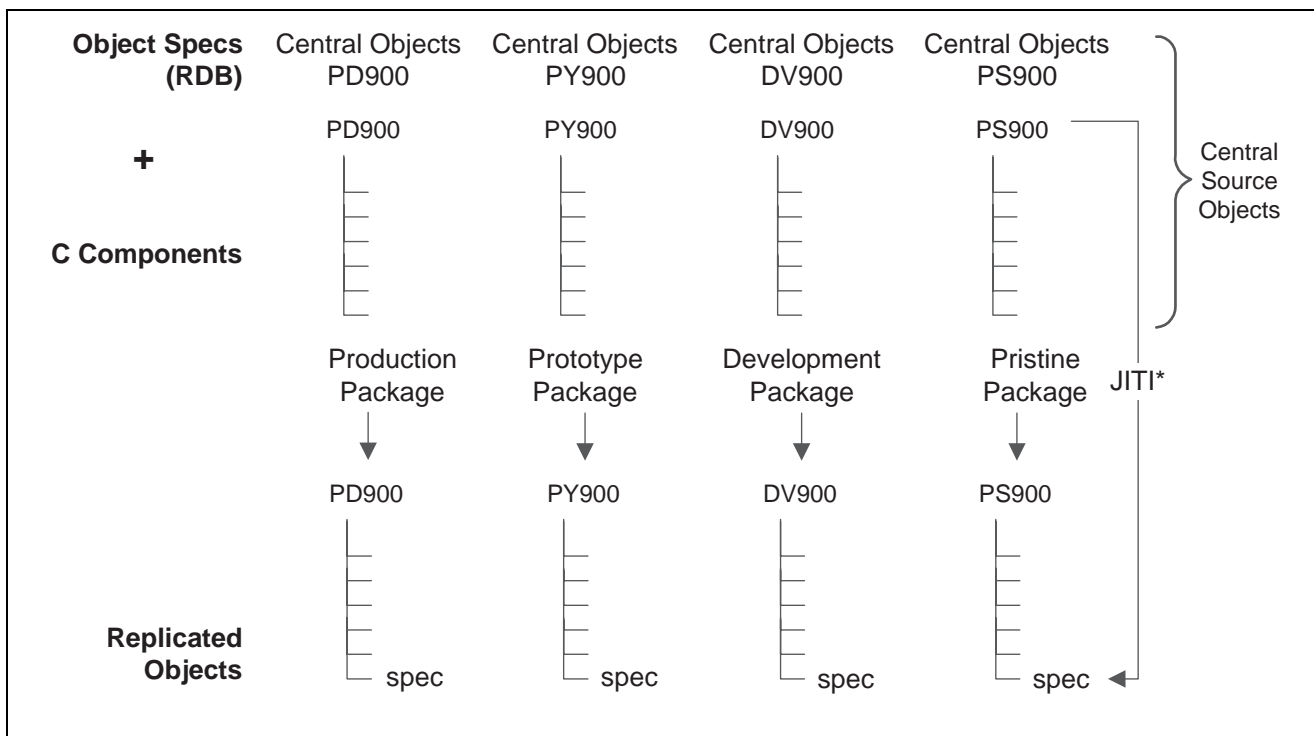 Object Specs
(RDB)
Central Objects
PD900
Central Objects
PY900
Central Objects
DV900
Central Objects
PS900
PD900
PY900
DV900
PS900
+
C Components
Central
Source
Objects
Production
Package
Prototype
Package
Development
Package
Pristine
Package
JITI*
PD900
PY900
DV900
PS900
Replicated
Objects
spec
spec
spec
spec